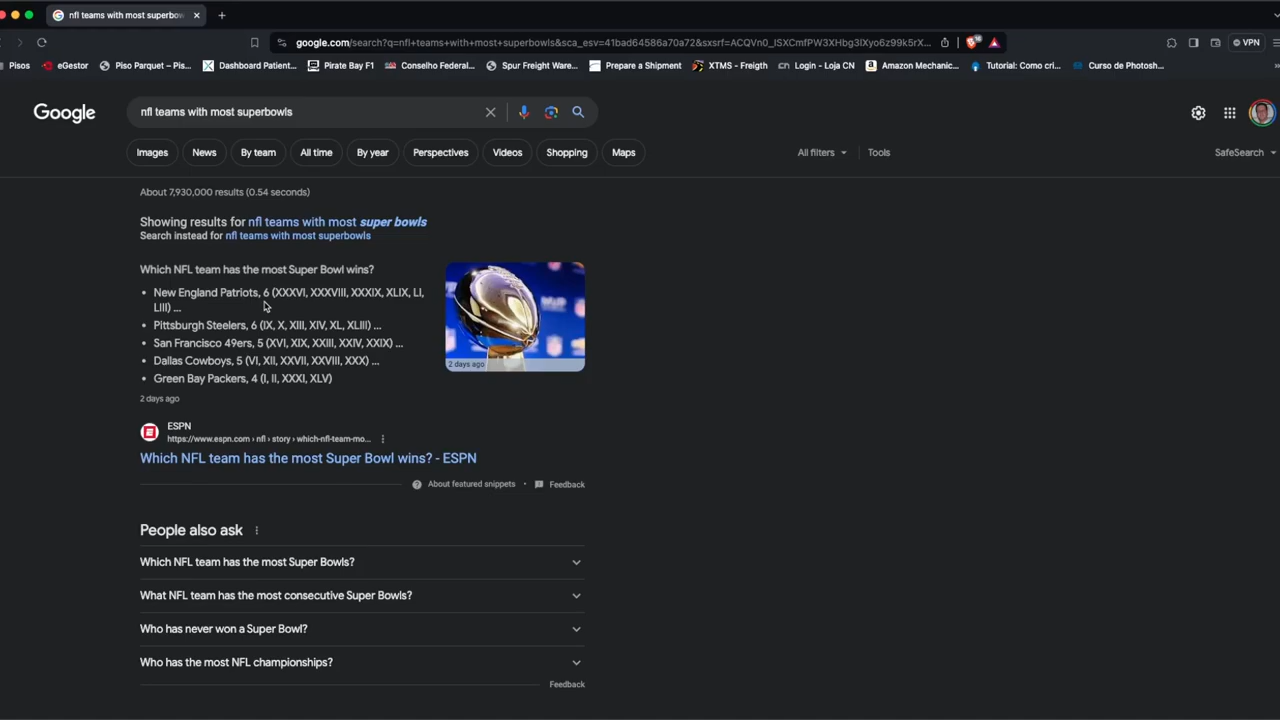 nfl teams with most superbow
google.com/search?q=nfl+teams+with+most+superbowls&sca_esv=41bad64586a70a72&sxsrf=ACQVn0_ISXCmfPW3XHbg3lXyo6z99k5rX...
VPN
Pisos
eGestor
Piso Parquet – Pis...
Dashboard Patient...
Pirate Bay F1
Conselho Federal...
Spur Freight Ware...
Prepare a Shipment
XTMS - Freigth
Login - Loja CN
Amazon Mechanic...
Tutorial: Como cri...
Curso de Photosh...
Google
nfl teams with most superbowls
Images
News
By team
All time
By year
Perspectives
Videos
Shopping
Maps
All filters
Tools
SafeSearch
About 7,930,000 results (0.54 seconds)
Showing results for nfl teams with most super bowls
Search instead for nfl teams with most superbowls
Which NFL team has the most Super Bowl wins?
• New England Patriots, 6 (XXXVI, XXXVIII, XXXIX, XLIX, LI,
LIII) ...
• Pittsburgh Steelers, 6 (IX, X, XIII, XIV, XL, XLIII) ...
• San Francisco 49ers, 5 (XVI, XIX, XXIII, XXIV, XXIX) ...
• Dallas Cowboys, 5 (VI, XII, XXVII, XXVIII, XXX) ...
• Green Bay Packers, 4 (I, II, XXXI, XLV)
2 days ago
2 days ago
ESPN
https://www.espn.com › nfl › story › which-nfl-team-mo...
Which NFL team has the most Super Bowl wins? - ESPN
About featured snippets
•
Feedback
People also ask
Which NFL team has the most Super Bowls?
What NFL team has the most consecutive Super Bowls?
Who has never won a Super Bowl?
Who has the most NFL championships?
Feedback